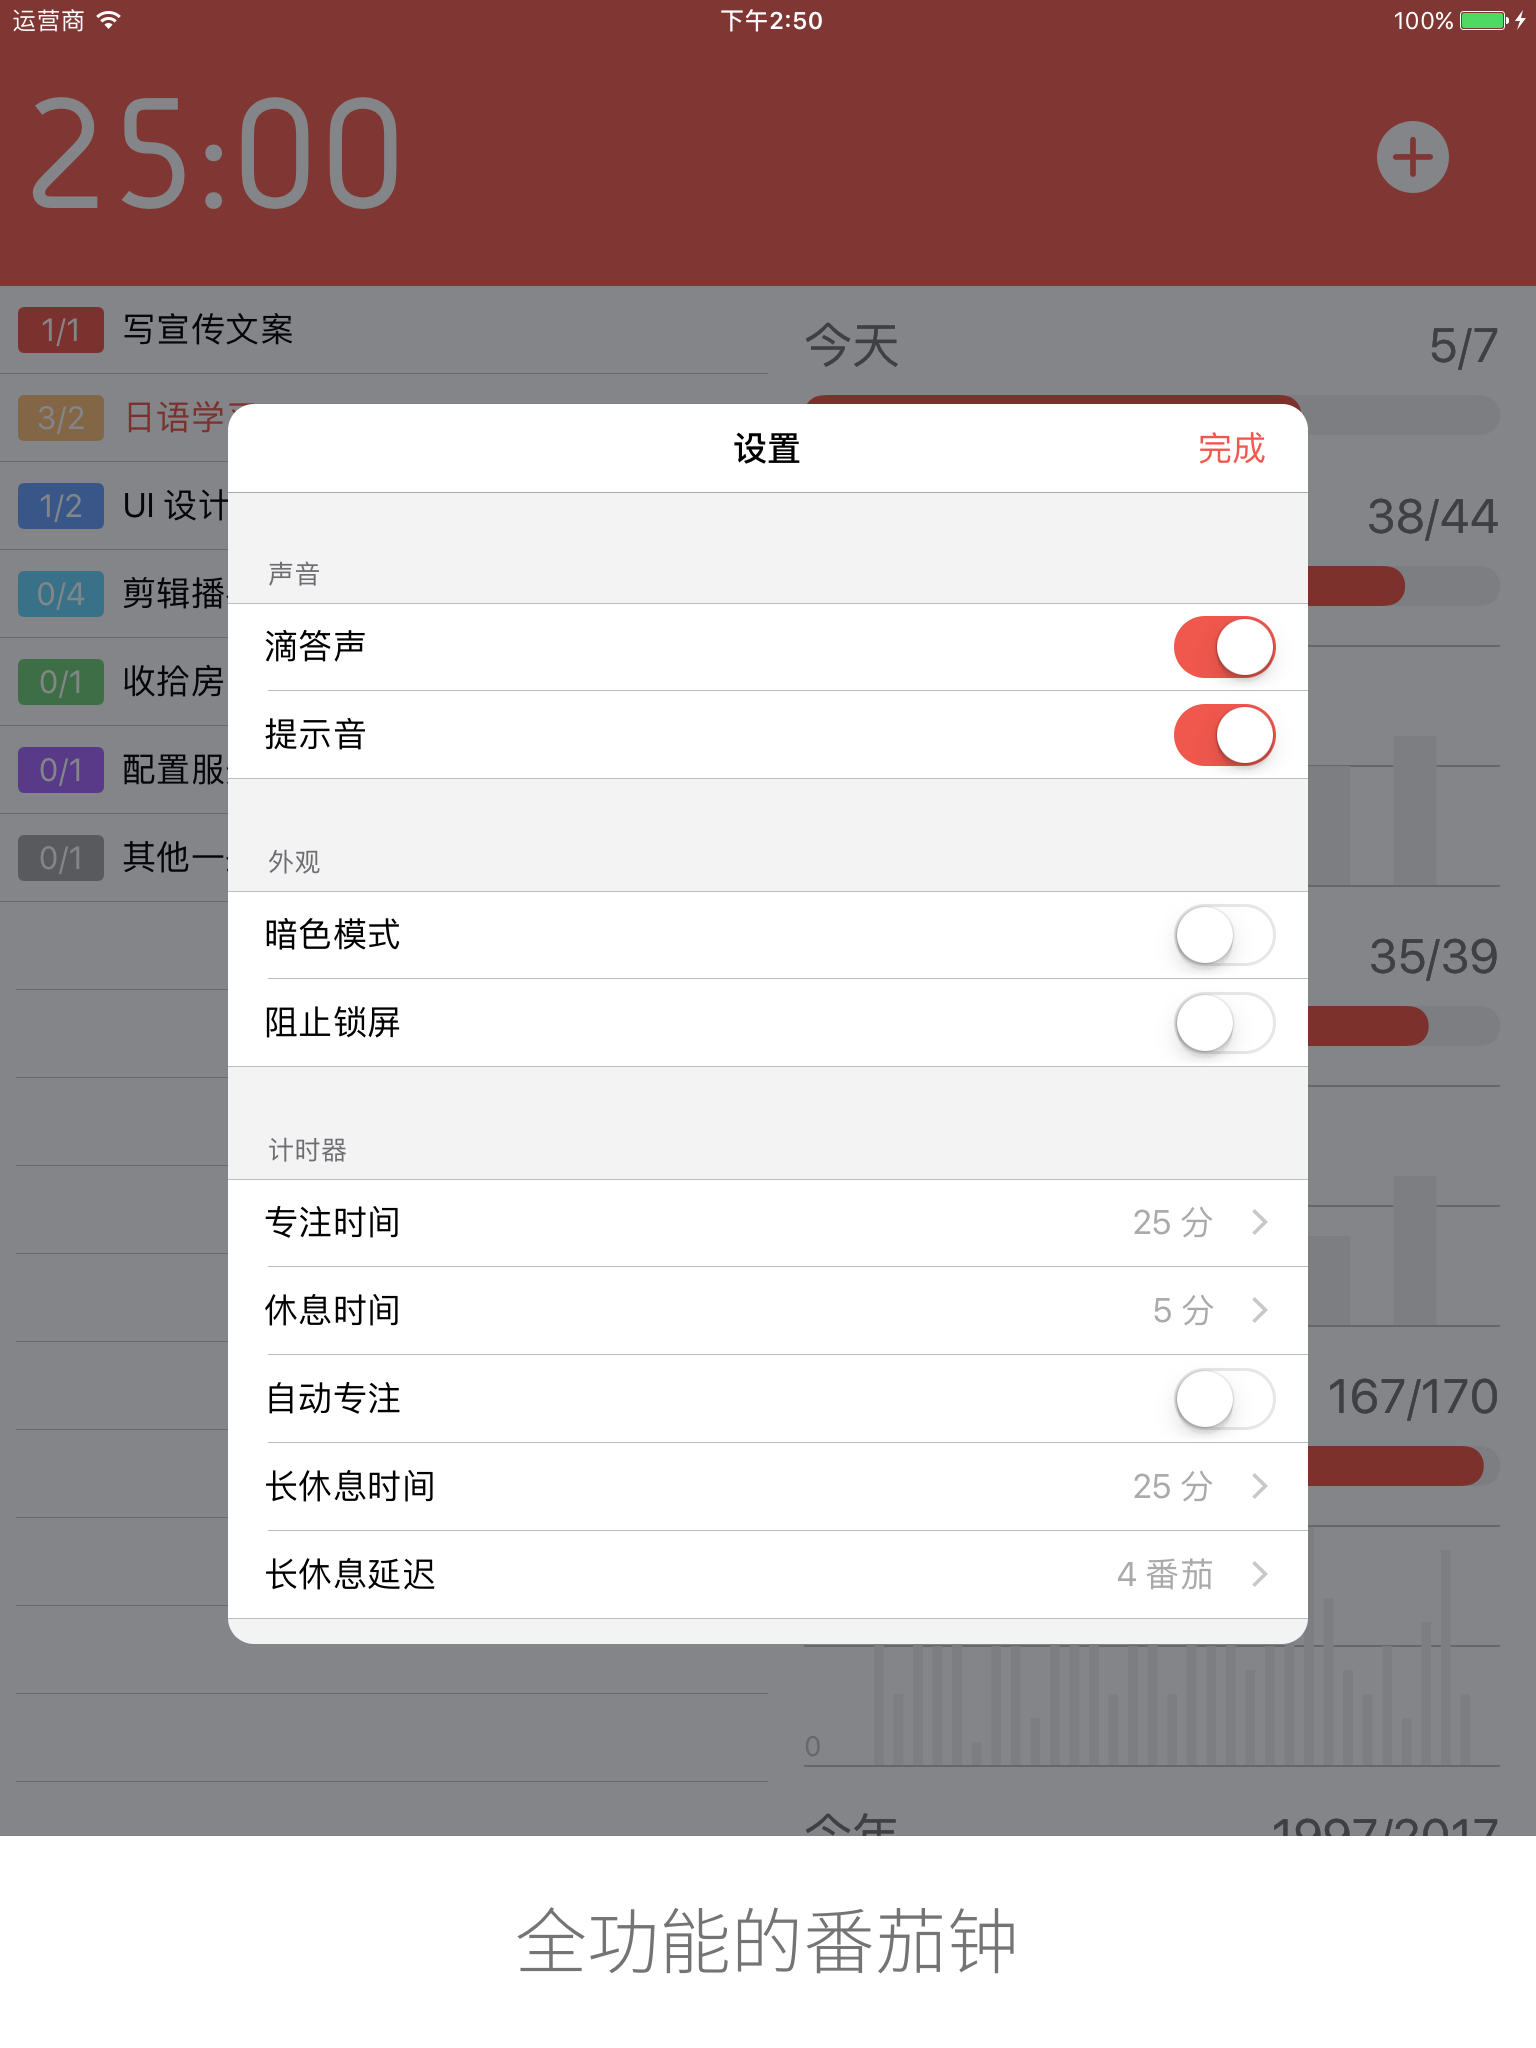 运营商 下午2:50 100%
25:00
1/1 写宣传文案
3/2 日语学
1/2 UI 设计
0/4 剪辑播
0/1 收拾房
0/1 配置服
0/1 其他一
今天 5/7
38/44
35/39
167/170
0
今年 1997/2017
设置 完成
声音
滴答声
提示音
外观
暗色模式
阻止锁屏
计时器
专注时间 25 分
休息时间 5 分
自动专注
长休息时间 25 分
长休息延迟 4 番茄
全功能的番茄钟